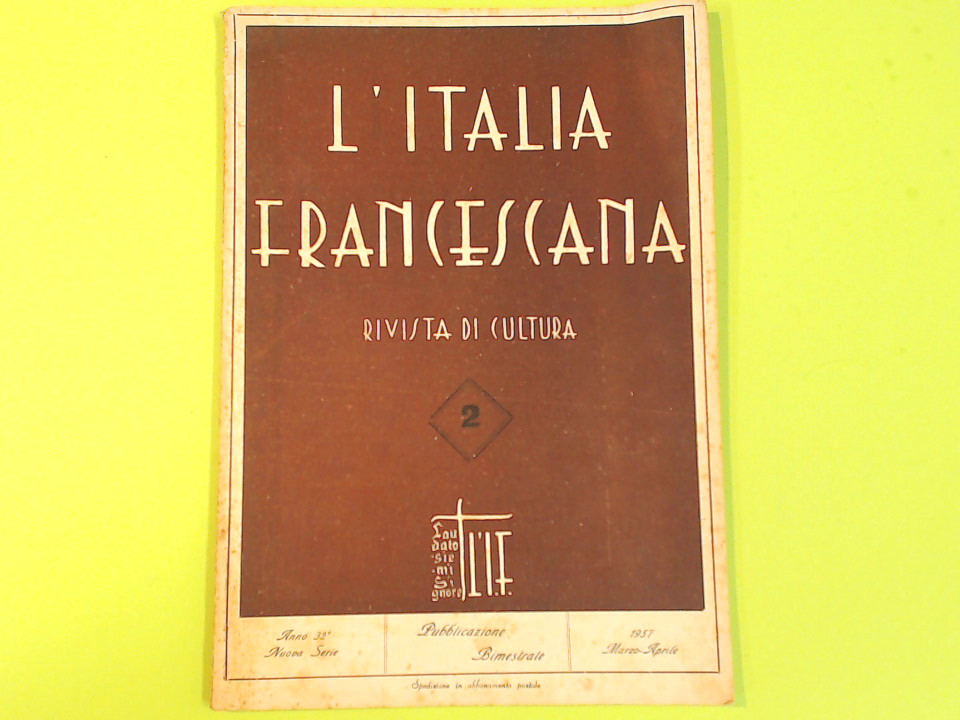 L'ITALIA
FRANCESCANA
RIVISTA DI CULTURA
2
Lau
dato
sie
mi
Si
gnore
L'I.F.
Anno 32°
Nuova Serie
Pubblicazione
Bimestrale
1957
Marzo-Aprile
Spedizione in abbonamento postale